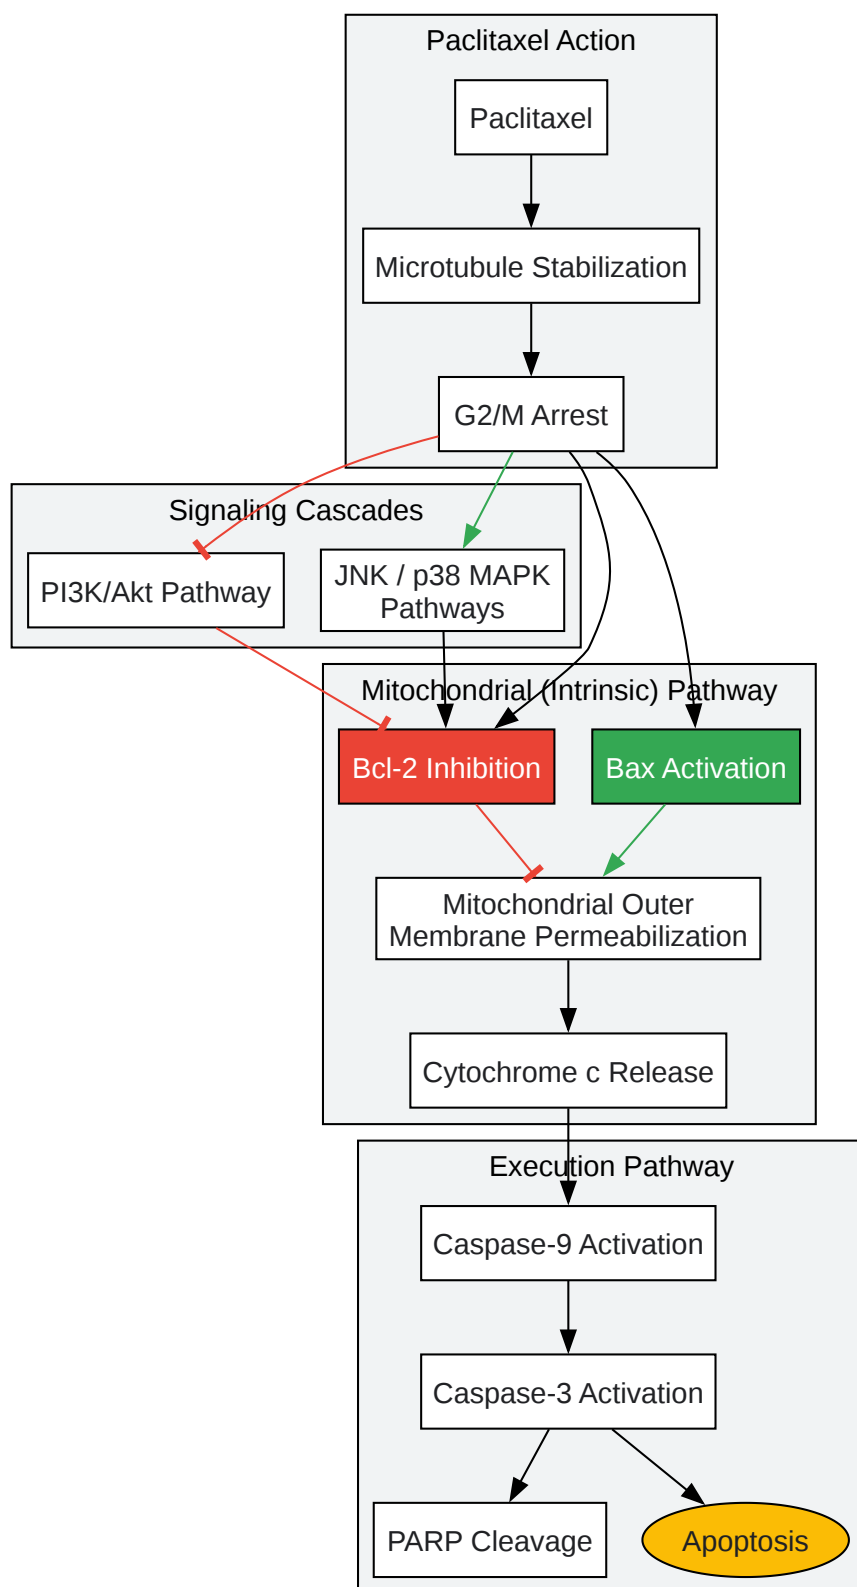 Paclitaxel Action
Paclitaxel
Microtubule Stabilization
G2/M Arrest
Signaling Cascades
PI3K/Akt Pathway
JNK / p38 MAPK
Pathways
Mitochondrial (Intrinsic) Pathway
Bcl-2 Inhibition
Bax Activation
Mitochondrial Outer
Membrane Permeabilization
Cytochrome c Release
Execution Pathway
Caspase-9 Activation
Caspase-3 Activation
PARP Cleavage
Apoptosis